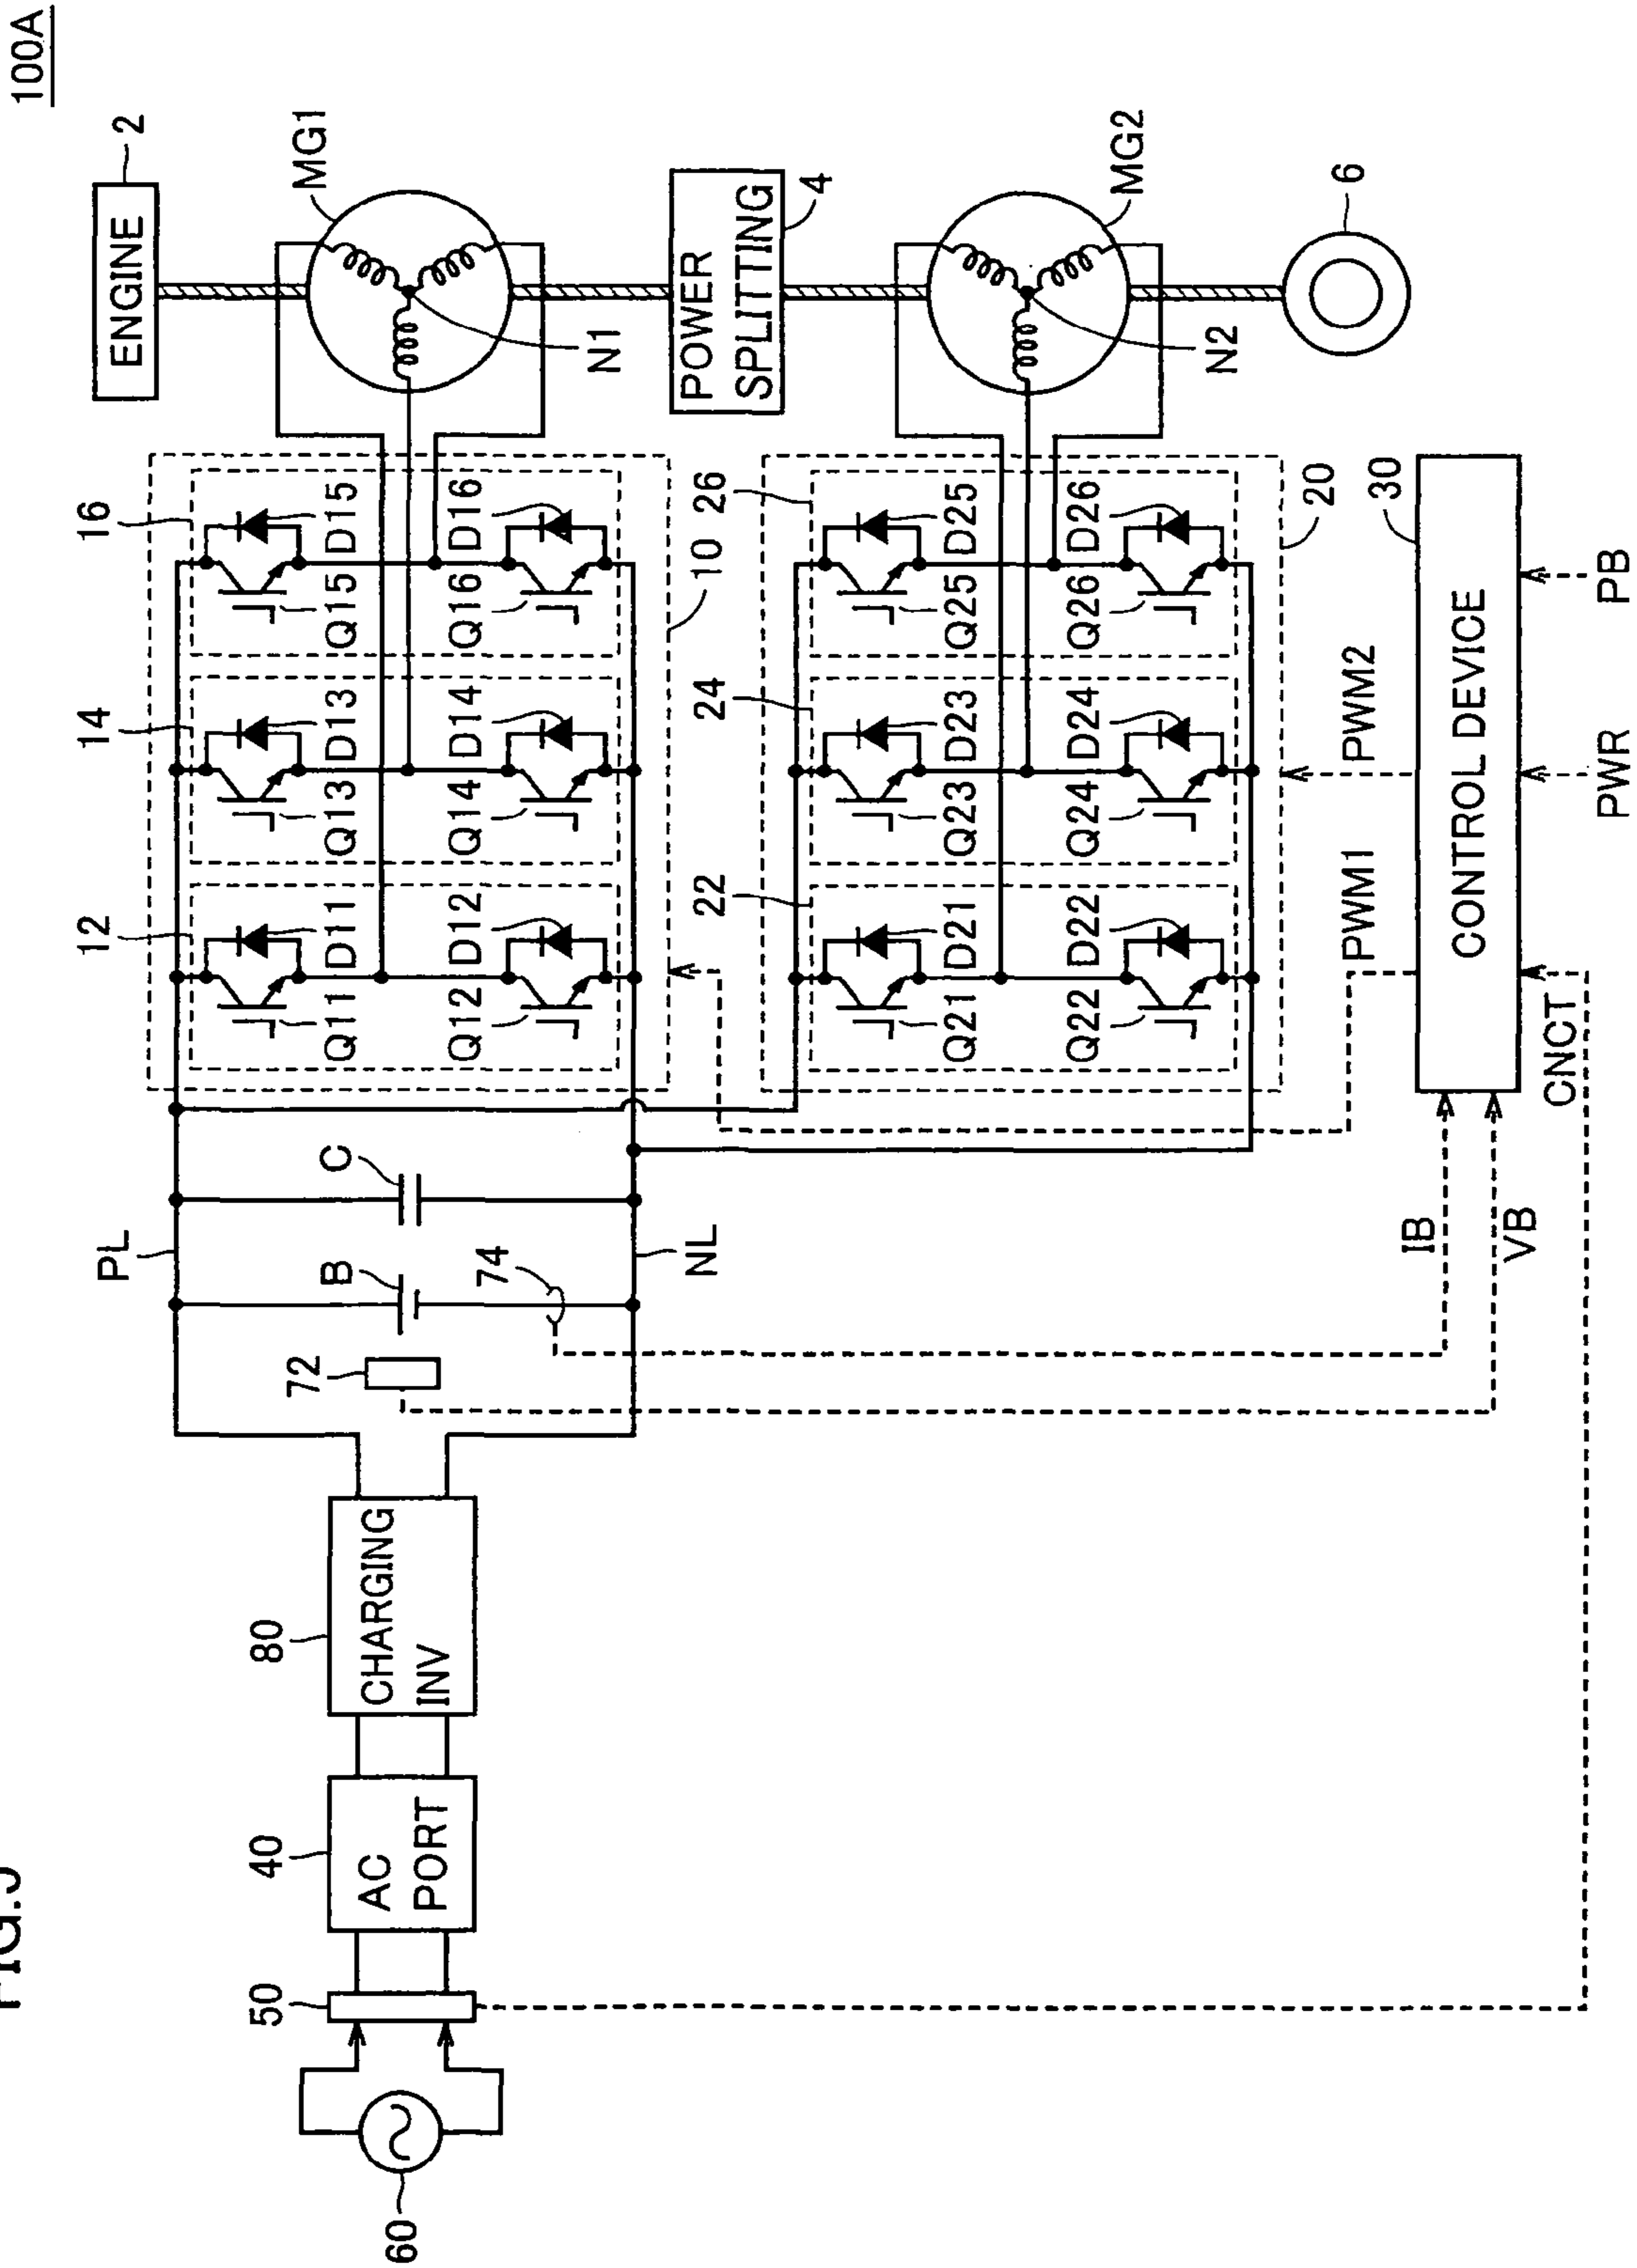 FIG.
100A
12
14
16
2
ENGINE
PL
80
40
50
72
B
C
MG1
Q11
D11
Q13
D13
Q15
D15
60
AC
PORT
CHARGING
INV
74
Q12
D12
Q14
D14
Q16
D16
N1
NL
10
22
24
26
POWER
SPLITTING
4
Q21
D21
Q23
D23
Q25
D25
Q22
D22
Q24
D24
Q26
D26
MG2
N2
20
6
PWM1
PWM2
30
IB
VB
CONTROL DEVICE
CNCT
PWR
PB